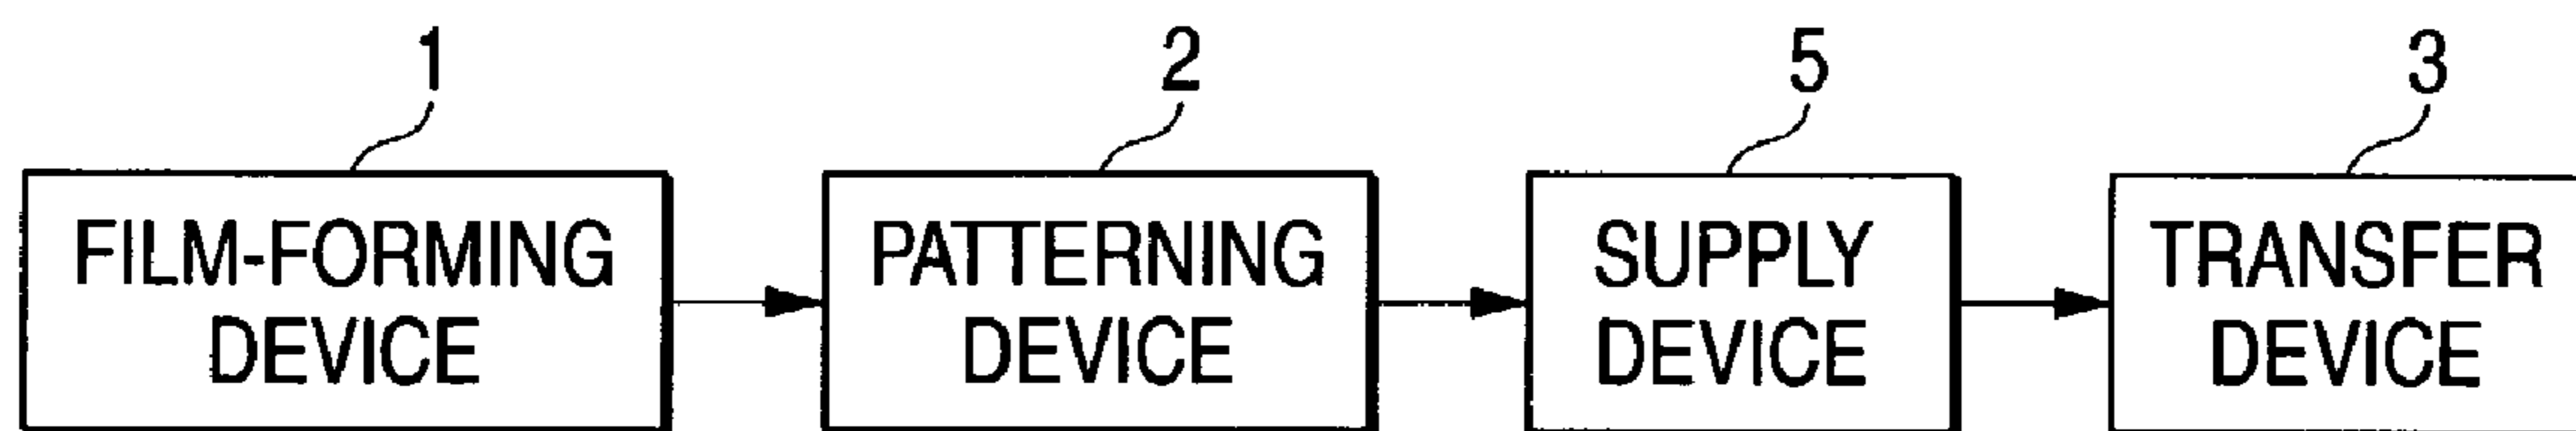 1
2
5
3
FILM-FORMING
DEVICE
PATTERNING
DEVICE
SUPPLY
DEVICE
TRANSFER
DEVICE